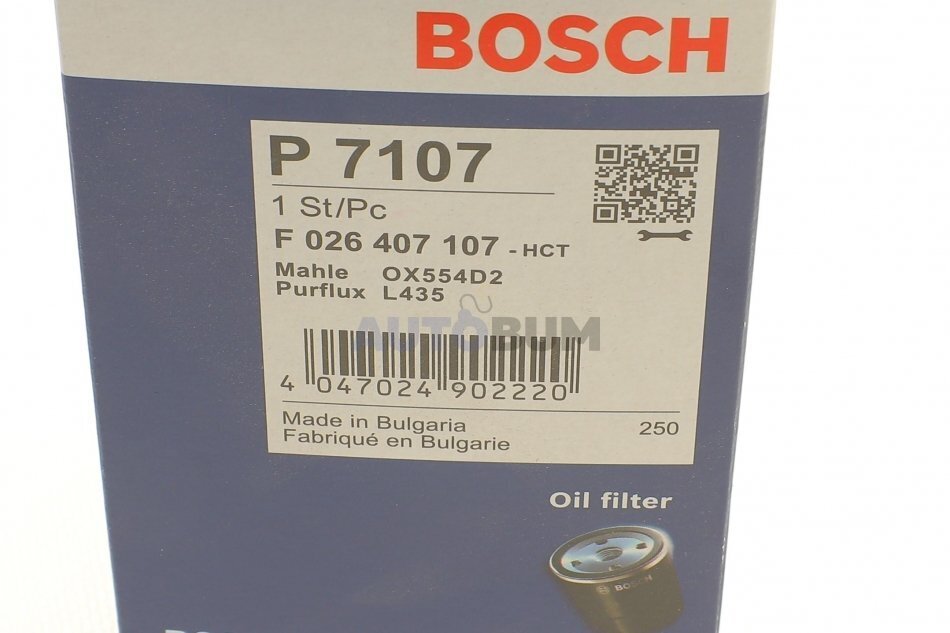 BOSCH
P 7107
1 St/Pc
F 026 407 107 - HCT
Mahle OX554D2
Purflux L435
AUTOBUM
4 047024 902220
Made in Bulgaria
Fabriqué en Bulgarie
250
Oil filter
BOSCH